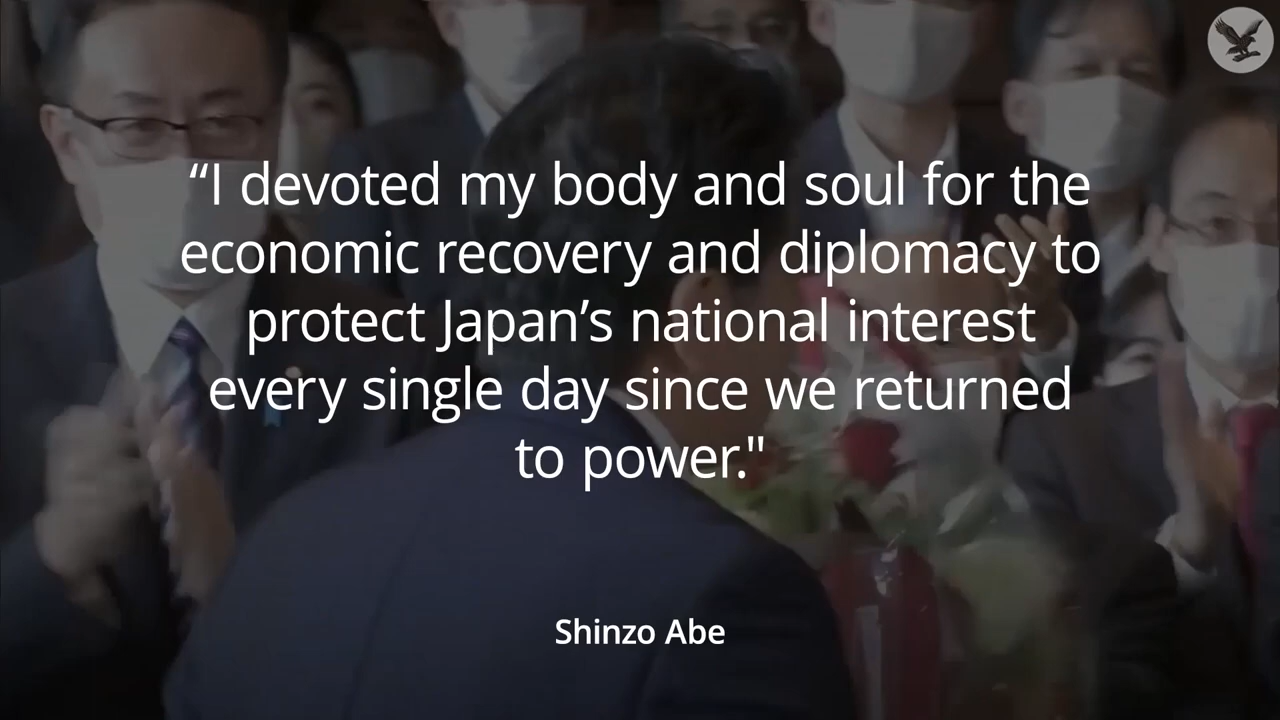 “I devoted my body and soul for the
economic recovery and diplomacy to
protect Japan’s national interest
every single day since we returned
to power."
Shinzo Abe